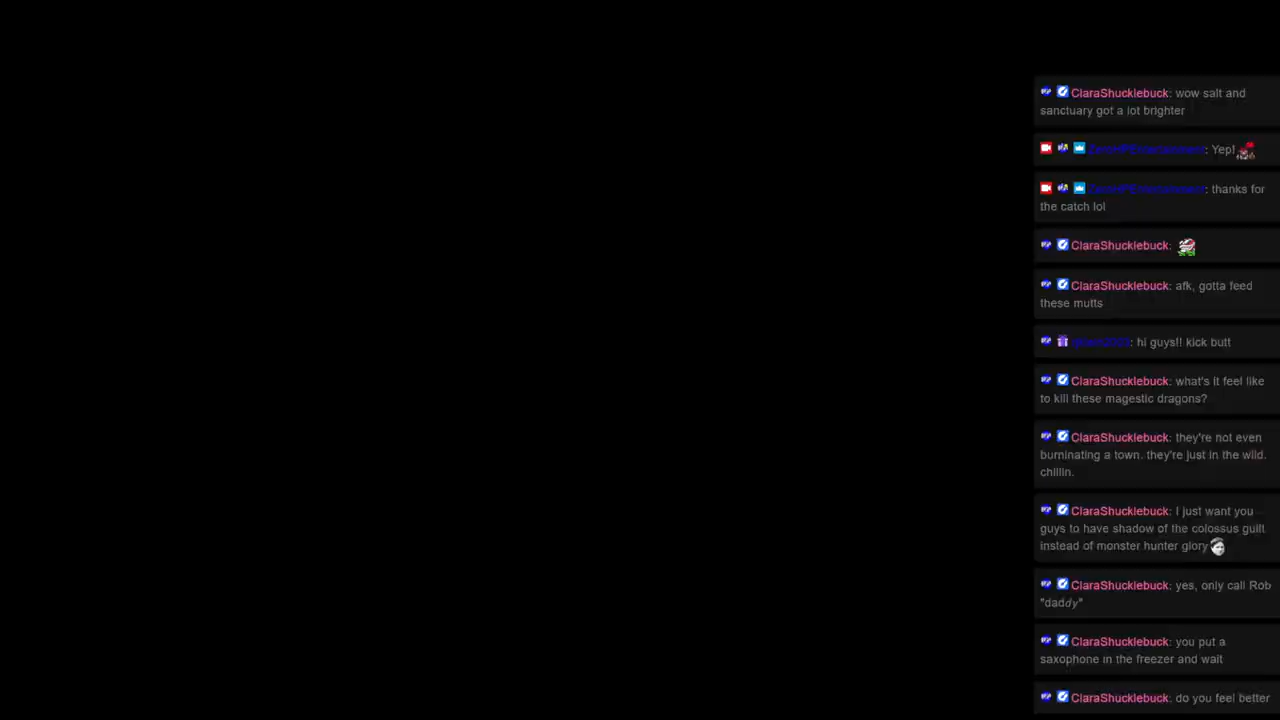 ClaraShucklebuck: wow salt and
sanctuary got a lot brighter
: Yep!
: thanks for
the catch lol
ClaraShucklebuck:
ClaraShucklebuck: afk, gotta feed
these mutts
: hi guys!! kick butt
ClaraShucklebuck: what's it feel like
to kill these magestic dragons?
ClaraShucklebuck: they're not even
burninating a town. they're just in the wild.
chillin.
ClaraShucklebuck: I just want you
guys to have shadow of the colossus guilt
instead of monster hunter glory
ClaraShucklebuck: yes, only call Rob
"daddy"
ClaraShucklebuck: you put a
saxophone in the freezer and wait
ClaraShucklebuck: do you feel better